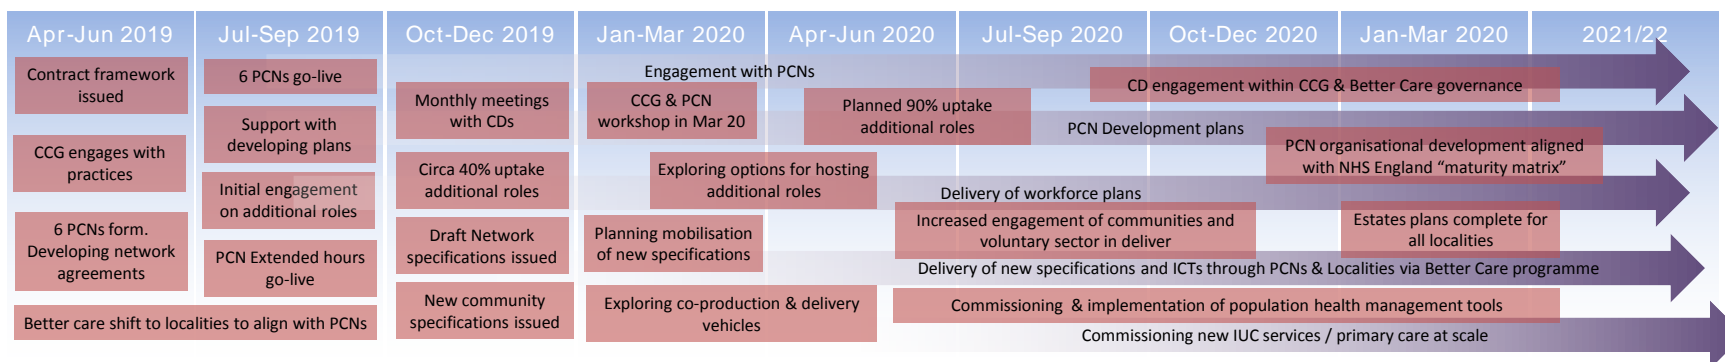 Apr-Jun 2019
Jul-Sep 2019
Oct-Dec 2019
Jan-Mar 2020
Apr-Jun 2020
Jul-Sep 2020
Oct-Dec 2020
Jan-Mar 2020
2021/22
Contract framework
issued
CCG engages with
practices
6 PCNs form.
Developing network
agreements
Better care shift to localities to align with PCNs
6 PCNs go-live
Support with
developing plans
Initial engagement
on additional roles
PCN Extended hours
go-live
Monthly meetings
with CDs
Circa 40% uptake
additional roles
Draft Network
specifications issued
New community
specifications issued
Engagement with PCNs
CCG & PCN
workshop in Mar 20
Exploring options for hosting
additional roles
Planning mobilisation
of new specifications
Exploring co-production & delivery
vehicles
Planned 90% uptake
additional roles
CD engagement within CCG & Better Care governance
PCN Development plans
PCN organisational development aligned
with NHS England “maturity matrix”
Delivery of workforce plans
Increased engagement of communities and
voluntary sector in deliver
Estates plans complete for
all localities
Delivery of new specifications and ICTs through PCNs & Localities via Better Care programme
Commissioning & implementation of population health management tools
Commissioning new IUC services / primary care at scale